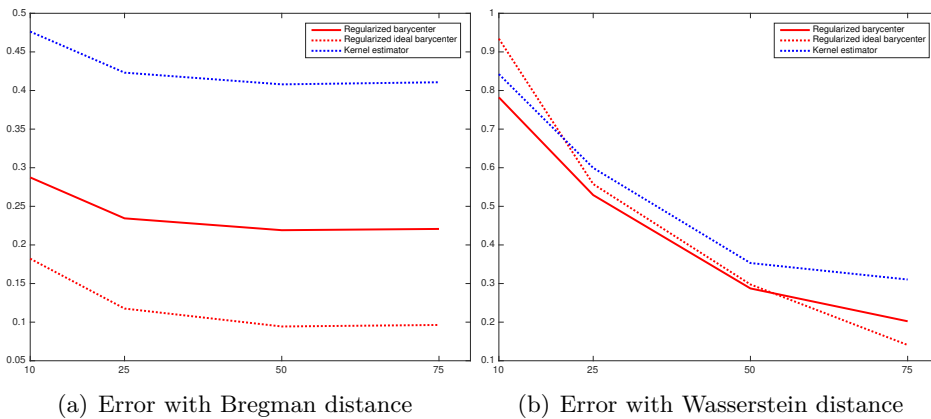 0.5
0.45
0.4
0.35
0.3
0.25
0.2
0.15
0.1
0.05
10 25 50 75
Regularized barycenter
Regularized ideal barycenter
Kernel estimator
(a) Error with Bregman distance
1
0.9
0.8
0.7
0.6
0.5
0.4
0.3
0.2
0.1
10 25 50 75
Regularized barycenter
Regularized ideal barycenter
Kernel estimator
(b) Error with Wasserstein distance